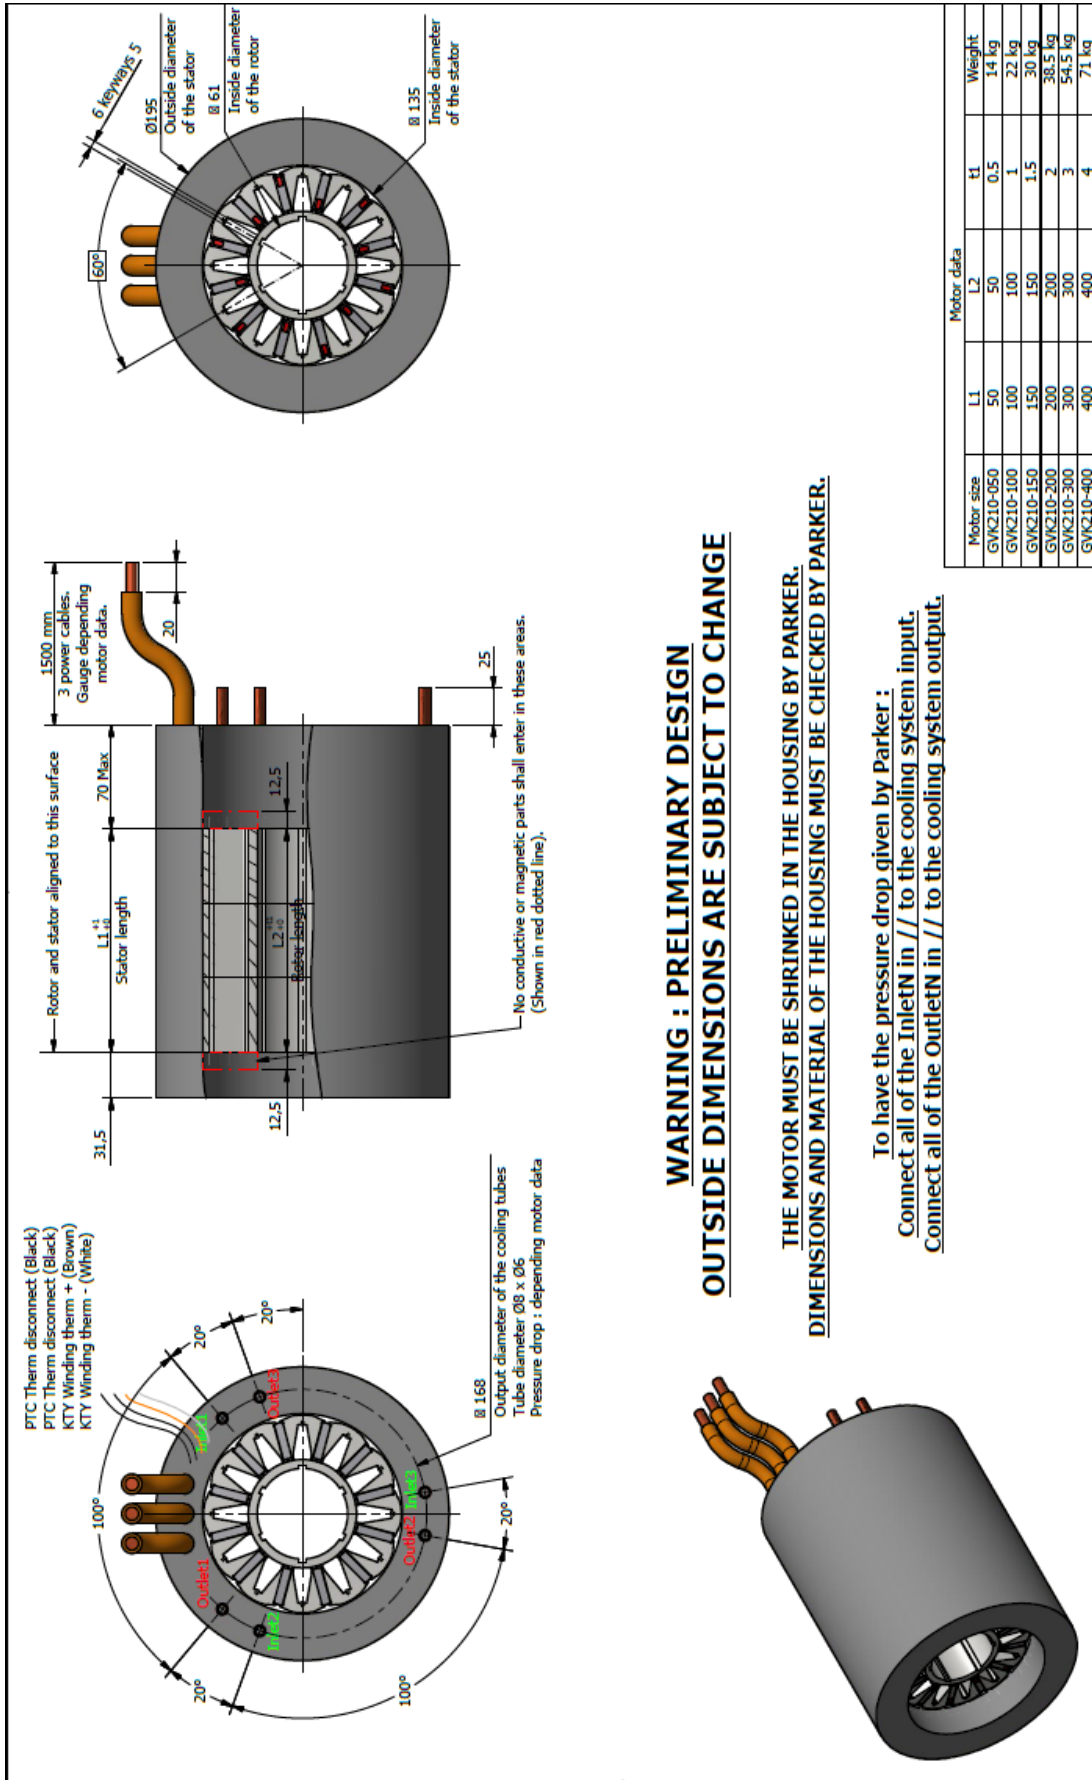 PTC Therm disconnect (Black)
PTC Therm disconnect (Black)
KTY Winding therm + (Brown)
KTY Winding therm - (White)
100°
20°
20°
Inlet1
Outlet3
Outlet1
Inlet2
Outlet2
Inlet3
20°
100°
20°
168
Output diameter of the cooling tubes
Tube diameter Ø8 x Ø6
Pressure drop : depending motor data
Rotor and stator aligned to this surface
31,5
L1 +1 +0
Stator length
70 Max
1500 mm
3 power cables.
Gauge depending
motor data.
20
25
12,5
12,5
L2 +1 +0
Rotor length
No conductive or magnetic parts shall enter in these areas.
(Shown in red dotted line).
60°
6 keyways 5
Ø195
Outside diameter
of the stator
61
Inside diameter
of the rotor
135
Inside diameter
of the stator
WARNING : PRELIMINARY DESIGN
OUTSIDE DIMENSIONS ARE SUBJECT TO CHANGE
THE MOTOR MUST BE SHRINKED IN THE HOUSING BY PARKER.
DIMENSIONS AND MATERIAL OF THE HOUSING MUST BE CHECKED BY PARKER.
To have the pressure drop given by Parker :
Connect all of the InletN in // to the cooling system input.
Connect all of the OutletN in // to the cooling system output.
Motor data
Motor size L1 L2 t1 Weight
GVK210-050 50 50 0.5 14 kg
GVK210-100 100 100 1 22 kg
GVK210-150 150 150 1.5 30 kg
GVK210-200 200 200 2 38.5 kg
GVK210-300 300 300 3 54.5 kg
GVK210-400 400 400 4 71 kg